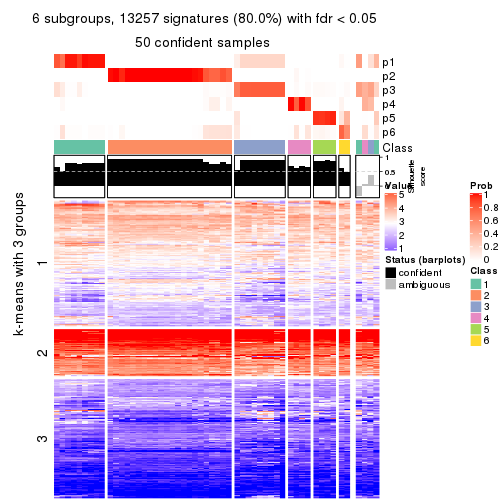 6 subgroups, 13257 signatures (80.0%) with fdr < 0.05
50 confident samples
p1
p2
p3
p4
p5
p6
Class
1
0.5
0
Silhouette score
k-means with 3 groups
1
2
3
Value
5
4
3
2
1
Status (barplots)
confident
ambiguous
Prob
1
0.8
0.6
0.4
0.2
0
Class
1
2
3
4
5
6